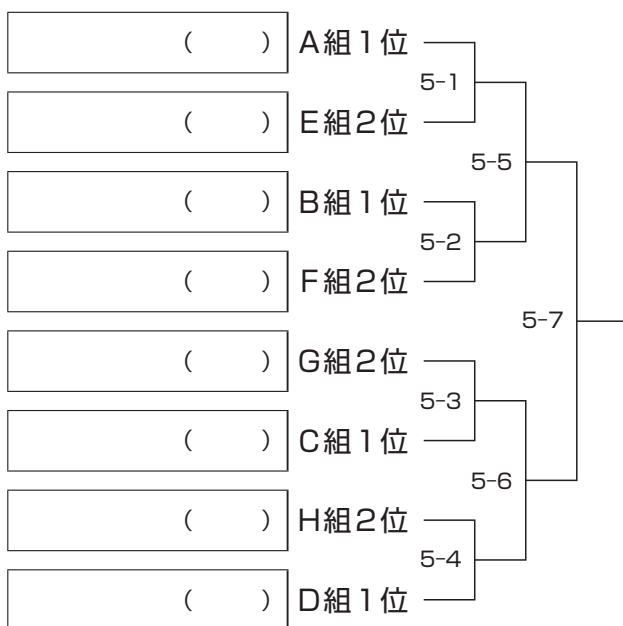 (　　) A組1位
5-1
(　　) E組2位
5-5
(　　) B組1位
5-2
(　　) F組2位
5-7
(　　) G組2位
5-3
(　　) C組1位
5-6
(　　) H組2位
5-4
(　　) D組1位